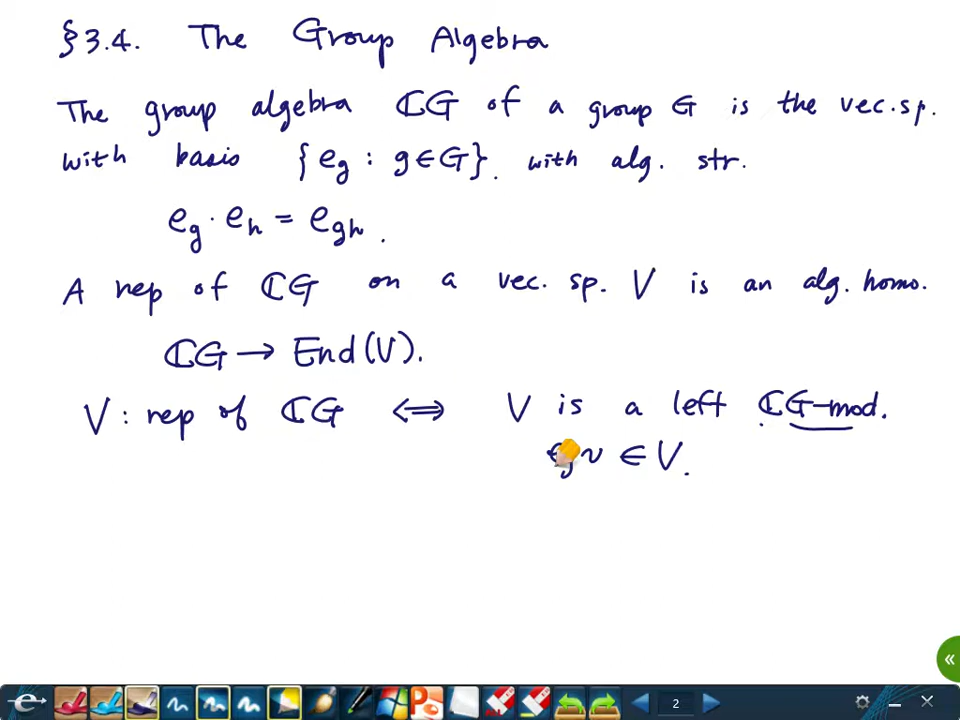 §3.4. The Group Algebra
The group algebra ℂG of a group G is the vec.sp.
with basis {e_g : g∈G}. with alg. str.
e_g · e_h = e_gh .
A rep of ℂG on a vec. sp. V is an alg. homo.
ℂG → End(V).
V : rep of ℂG ⟺ V is a left ℂG-mod.
v ∈ V.
2